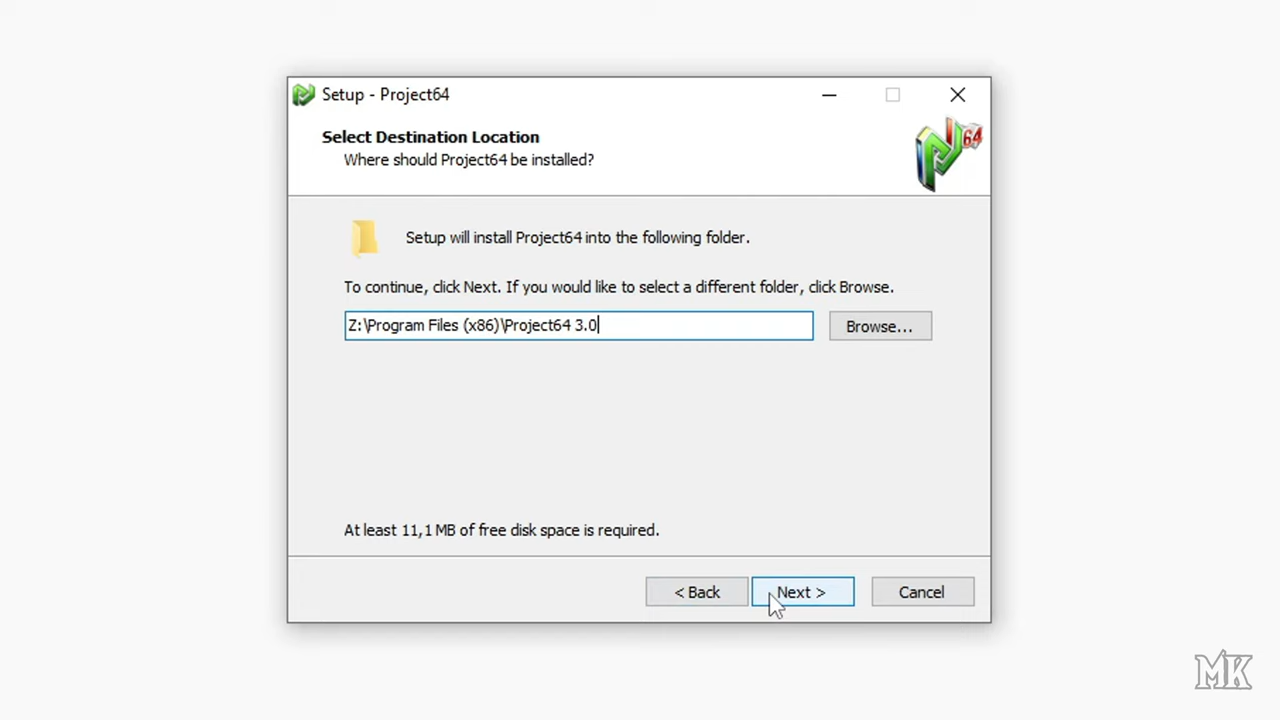 Setup - Project64
Select Destination Location
Where should Project64 be installed?
64
Setup will install Project64 into the following folder.
To continue, click Next. If you would like to select a different folder, click Browse.
Z:\Program Files (x86)\Project64 3.0
Browse...
At least 11,1 MB of free disk space is required.
< Back
Next >
Cancel
MK